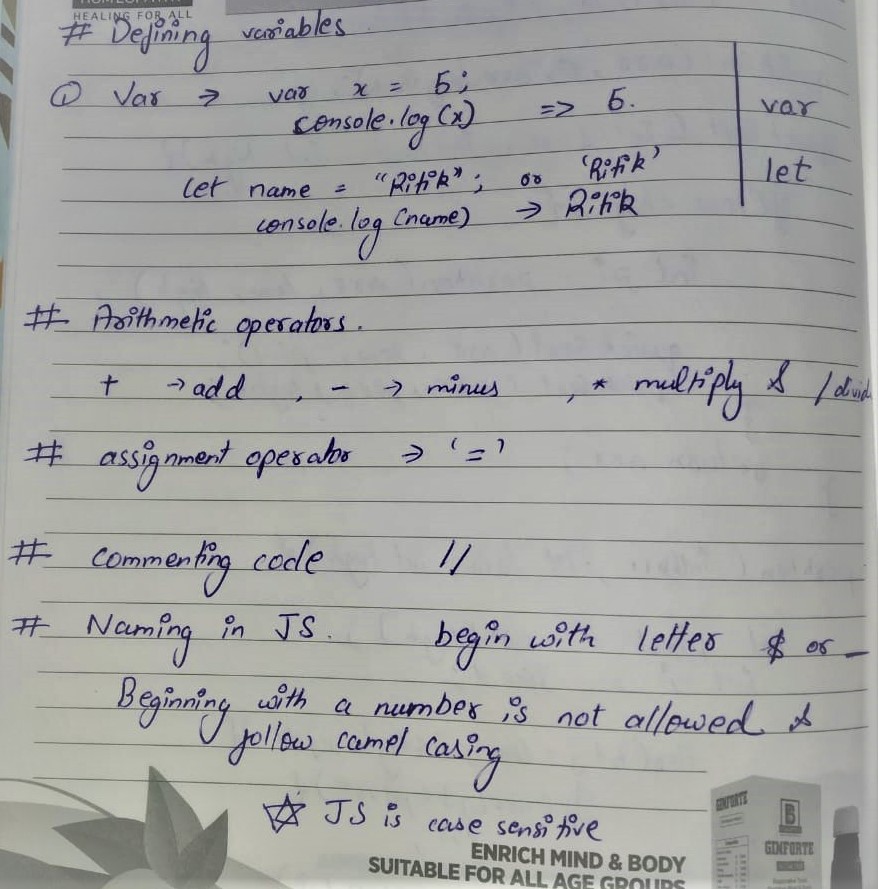 HOMEOPATHY
HEALING FOR ALL
# Defining variables
① Var → var x = 5;
console.log(x) => 5.
var
let name = "Ritik"; or 'Ritik'
let
console.log(name) → Ritik
# Arithmetic operators.
+ → add , - → minus , * multiply & / divid
# assignment operator → '='
# commenting code //
# Naming in JS. begin with letter $ or _
Beginning with a number is not allowed &
follow camel casing
☆ JS is case sensitive
ENRICH MIND & BODY
SUITABLE FOR ALL AGE GROUPS
GINFORTE
B
GINFORTE